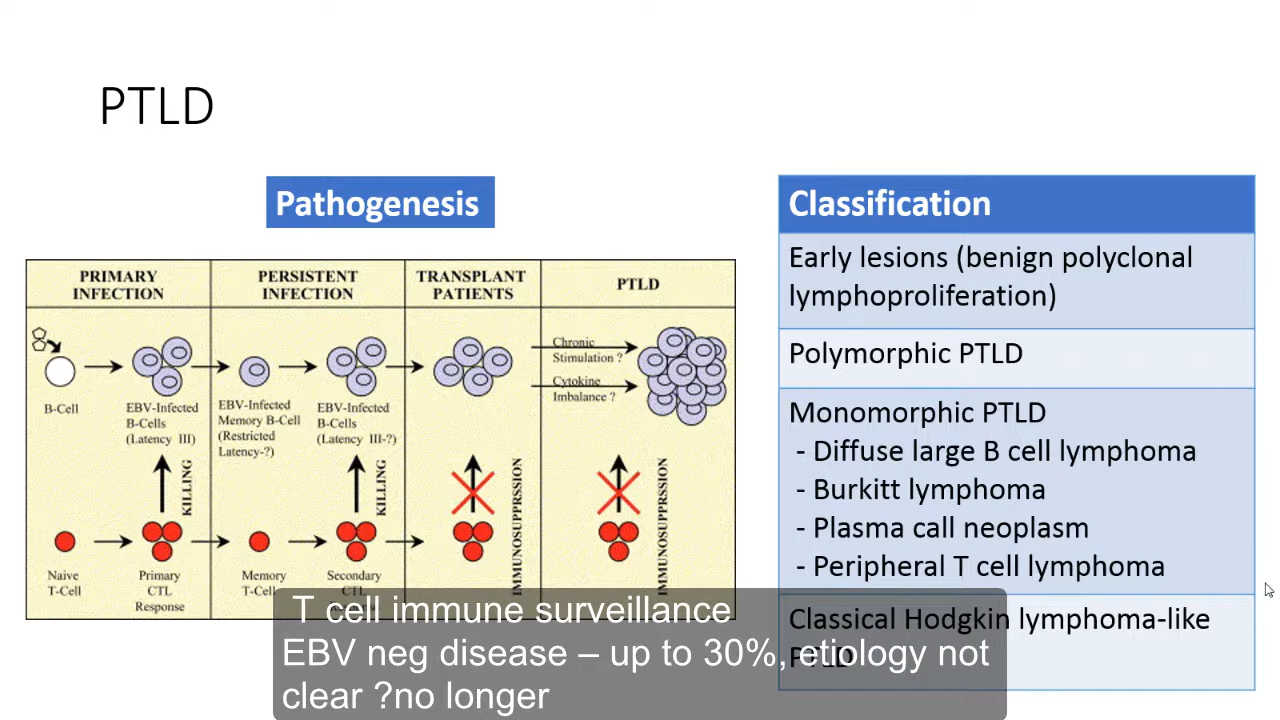 PTLD
Pathogenesis
PRIMARY
INFECTION
PERSISTENT
INFECTION
TRANSPLANT
PATIENTS
PTLD
B-Cell
EBV-Infected
B-Cells
(Latency III)
EBV-Infected
Memory B-Cell
(Restricted
Latency-?)
EBV-Infected
B-Cells
(Latency III-?)
Chronic
Stimulation ?
Cytokine
Imbalance ?
KILLING
KILLING
IMMUNOSUPPRSSION
IMMUNOSUPPRSSION
Naive
T-Cell
Primary
CTL
Response
Memory
T-Cell
Secondary
CTL
Classification
Early lesions (benign polyclonal
lymphoproliferation)
Polymorphic PTLD
Monomorphic PTLD
- Diffuse large B cell lymphoma
- Burkitt lymphoma
- Plasma call neoplasm
- Peripheral T cell lymphoma
Classical Hodgkin lymphoma-like
PTLD
T cell immune surveillance
EBV neg disease – up to 30%, etiology not
clear ?no longer